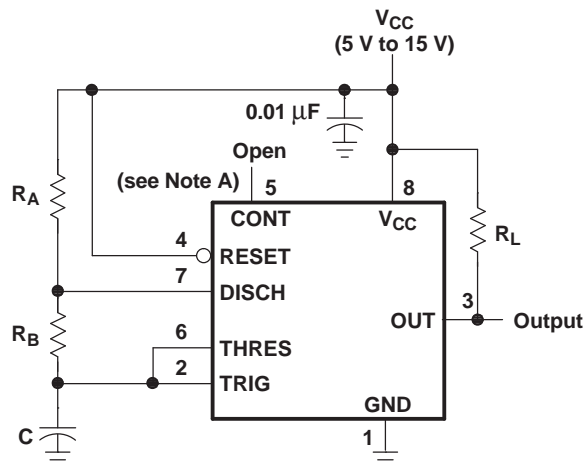 VCC
(5 V to 15 V)
0.01 μF
Open
(see Note A)
5
8
RA
CONT
VCC
RL
4
RESET
7
DISCH
3
OUT
Output
RB
6
THRES
2
TRIG
GND
C
1